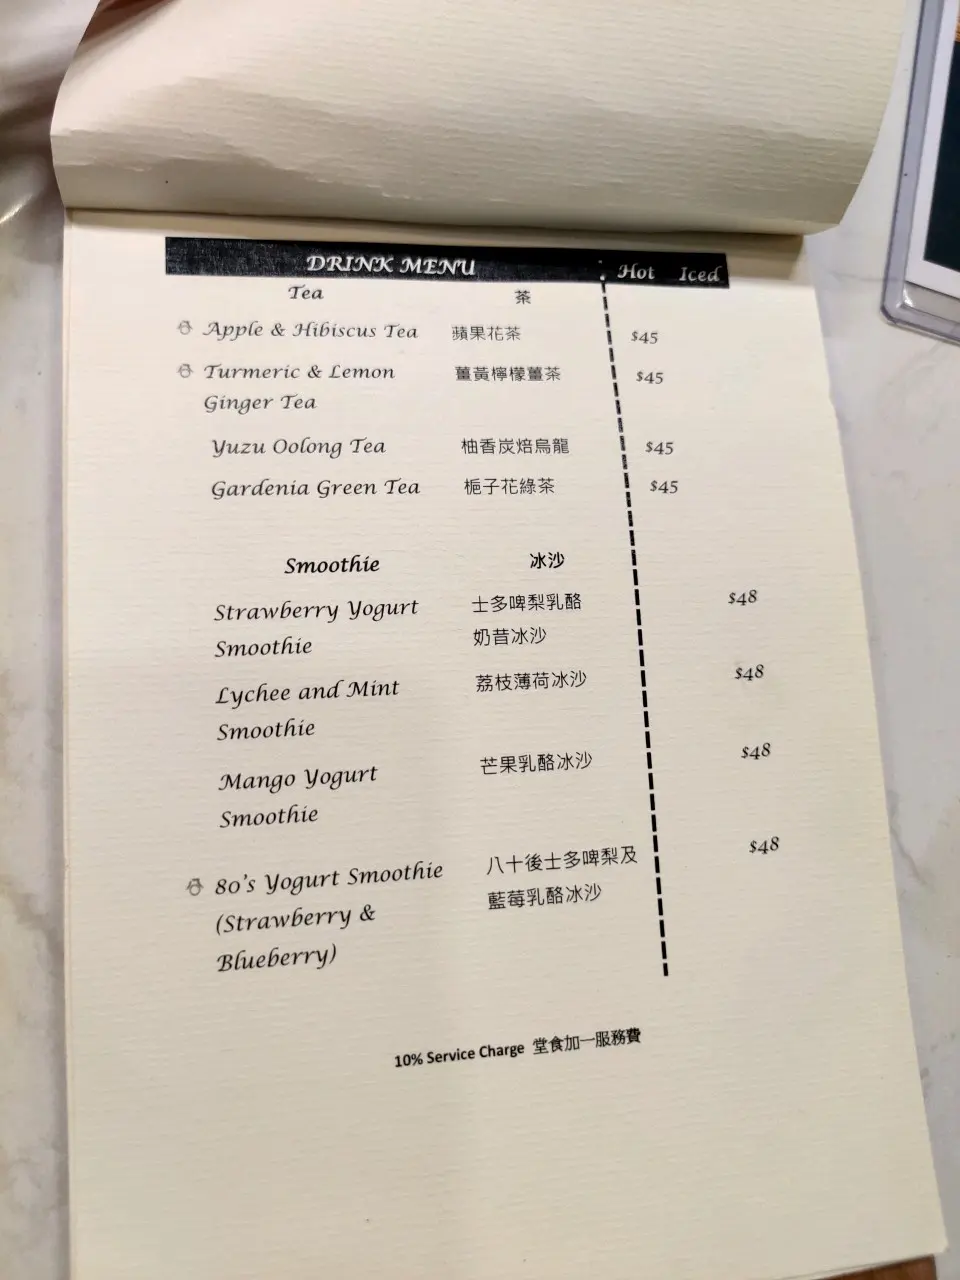 DRINK MENU Hot Iced
Tea 茶
Apple & Hibiscus Tea 蘋果花茶 $45
Turmeric & Lemon 薑黃檸檬薑茶 $45
Ginger Tea
Yuzu Oolong Tea 柚香炭焙烏龍 $45
Gardenia Green Tea 梔子花綠茶 $45
Smoothie 冰沙
Strawberry Yogurt 士多啤梨乳酪 $48
Smoothie 奶昔冰沙
Lychee and Mint 荔枝薄荷冰沙 $48
Smoothie
Mango Yogurt 芒果乳酪冰沙 $48
Smoothie
80's Yogurt Smoothie 八十後士多啤梨及 $48
(Strawberry & 藍莓乳酪冰沙
Blueberry)
10% Service Charge 堂食加一服務費